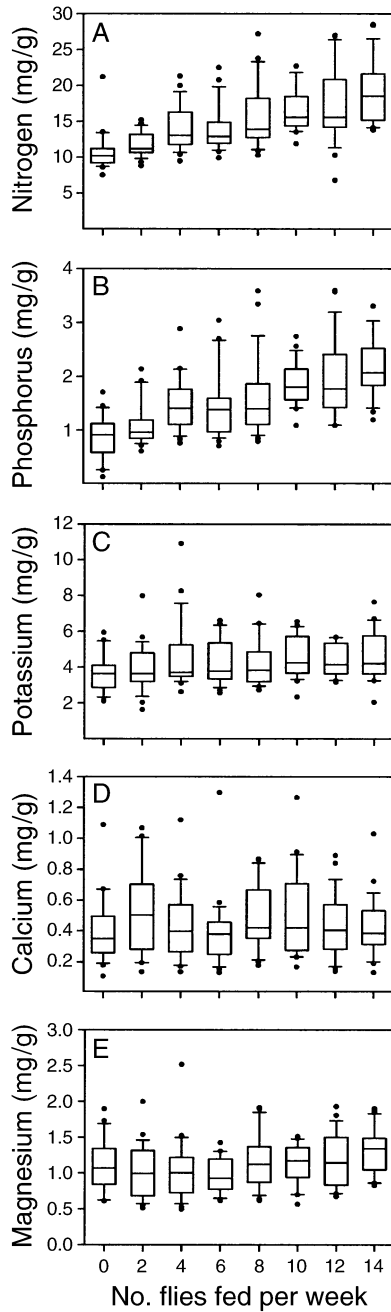 A
Nitrogen (mg/g)
30
25
20
15
10
5
B
Phosphorus (mg/g)
4
3
2
1
C
Potassium (mg/g)
12
10
8
6
4
2
D
Calcium (mg/g)
1.4
1.2
1.0
0.8
0.6
0.4
0.2
E
Magnesium (mg/g)
3.0
2.5
2.0
1.5
1.0
0.5
0.0
0 2 4 6 8 10 12 14
No. flies fed per week